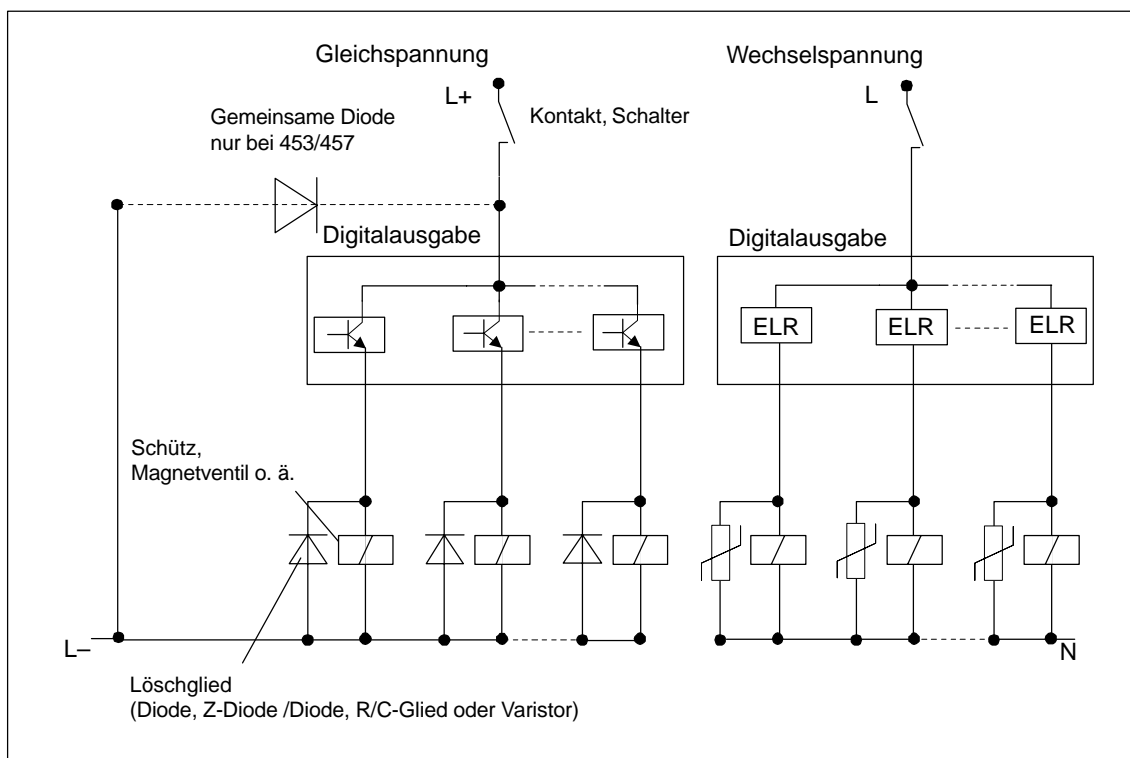 Gleichspannung
Wechselspannung
L+
L
Gemeinsame Diode
nur bei 453/457
Kontakt, Schalter
Digitalausgabe
Digitalausgabe
ELR
ELR
ELR
Schütz,
Magnetventil o. ä.
L–
N
Löschglied
(Diode, Z-Diode /Diode, R/C-Glied oder Varistor)